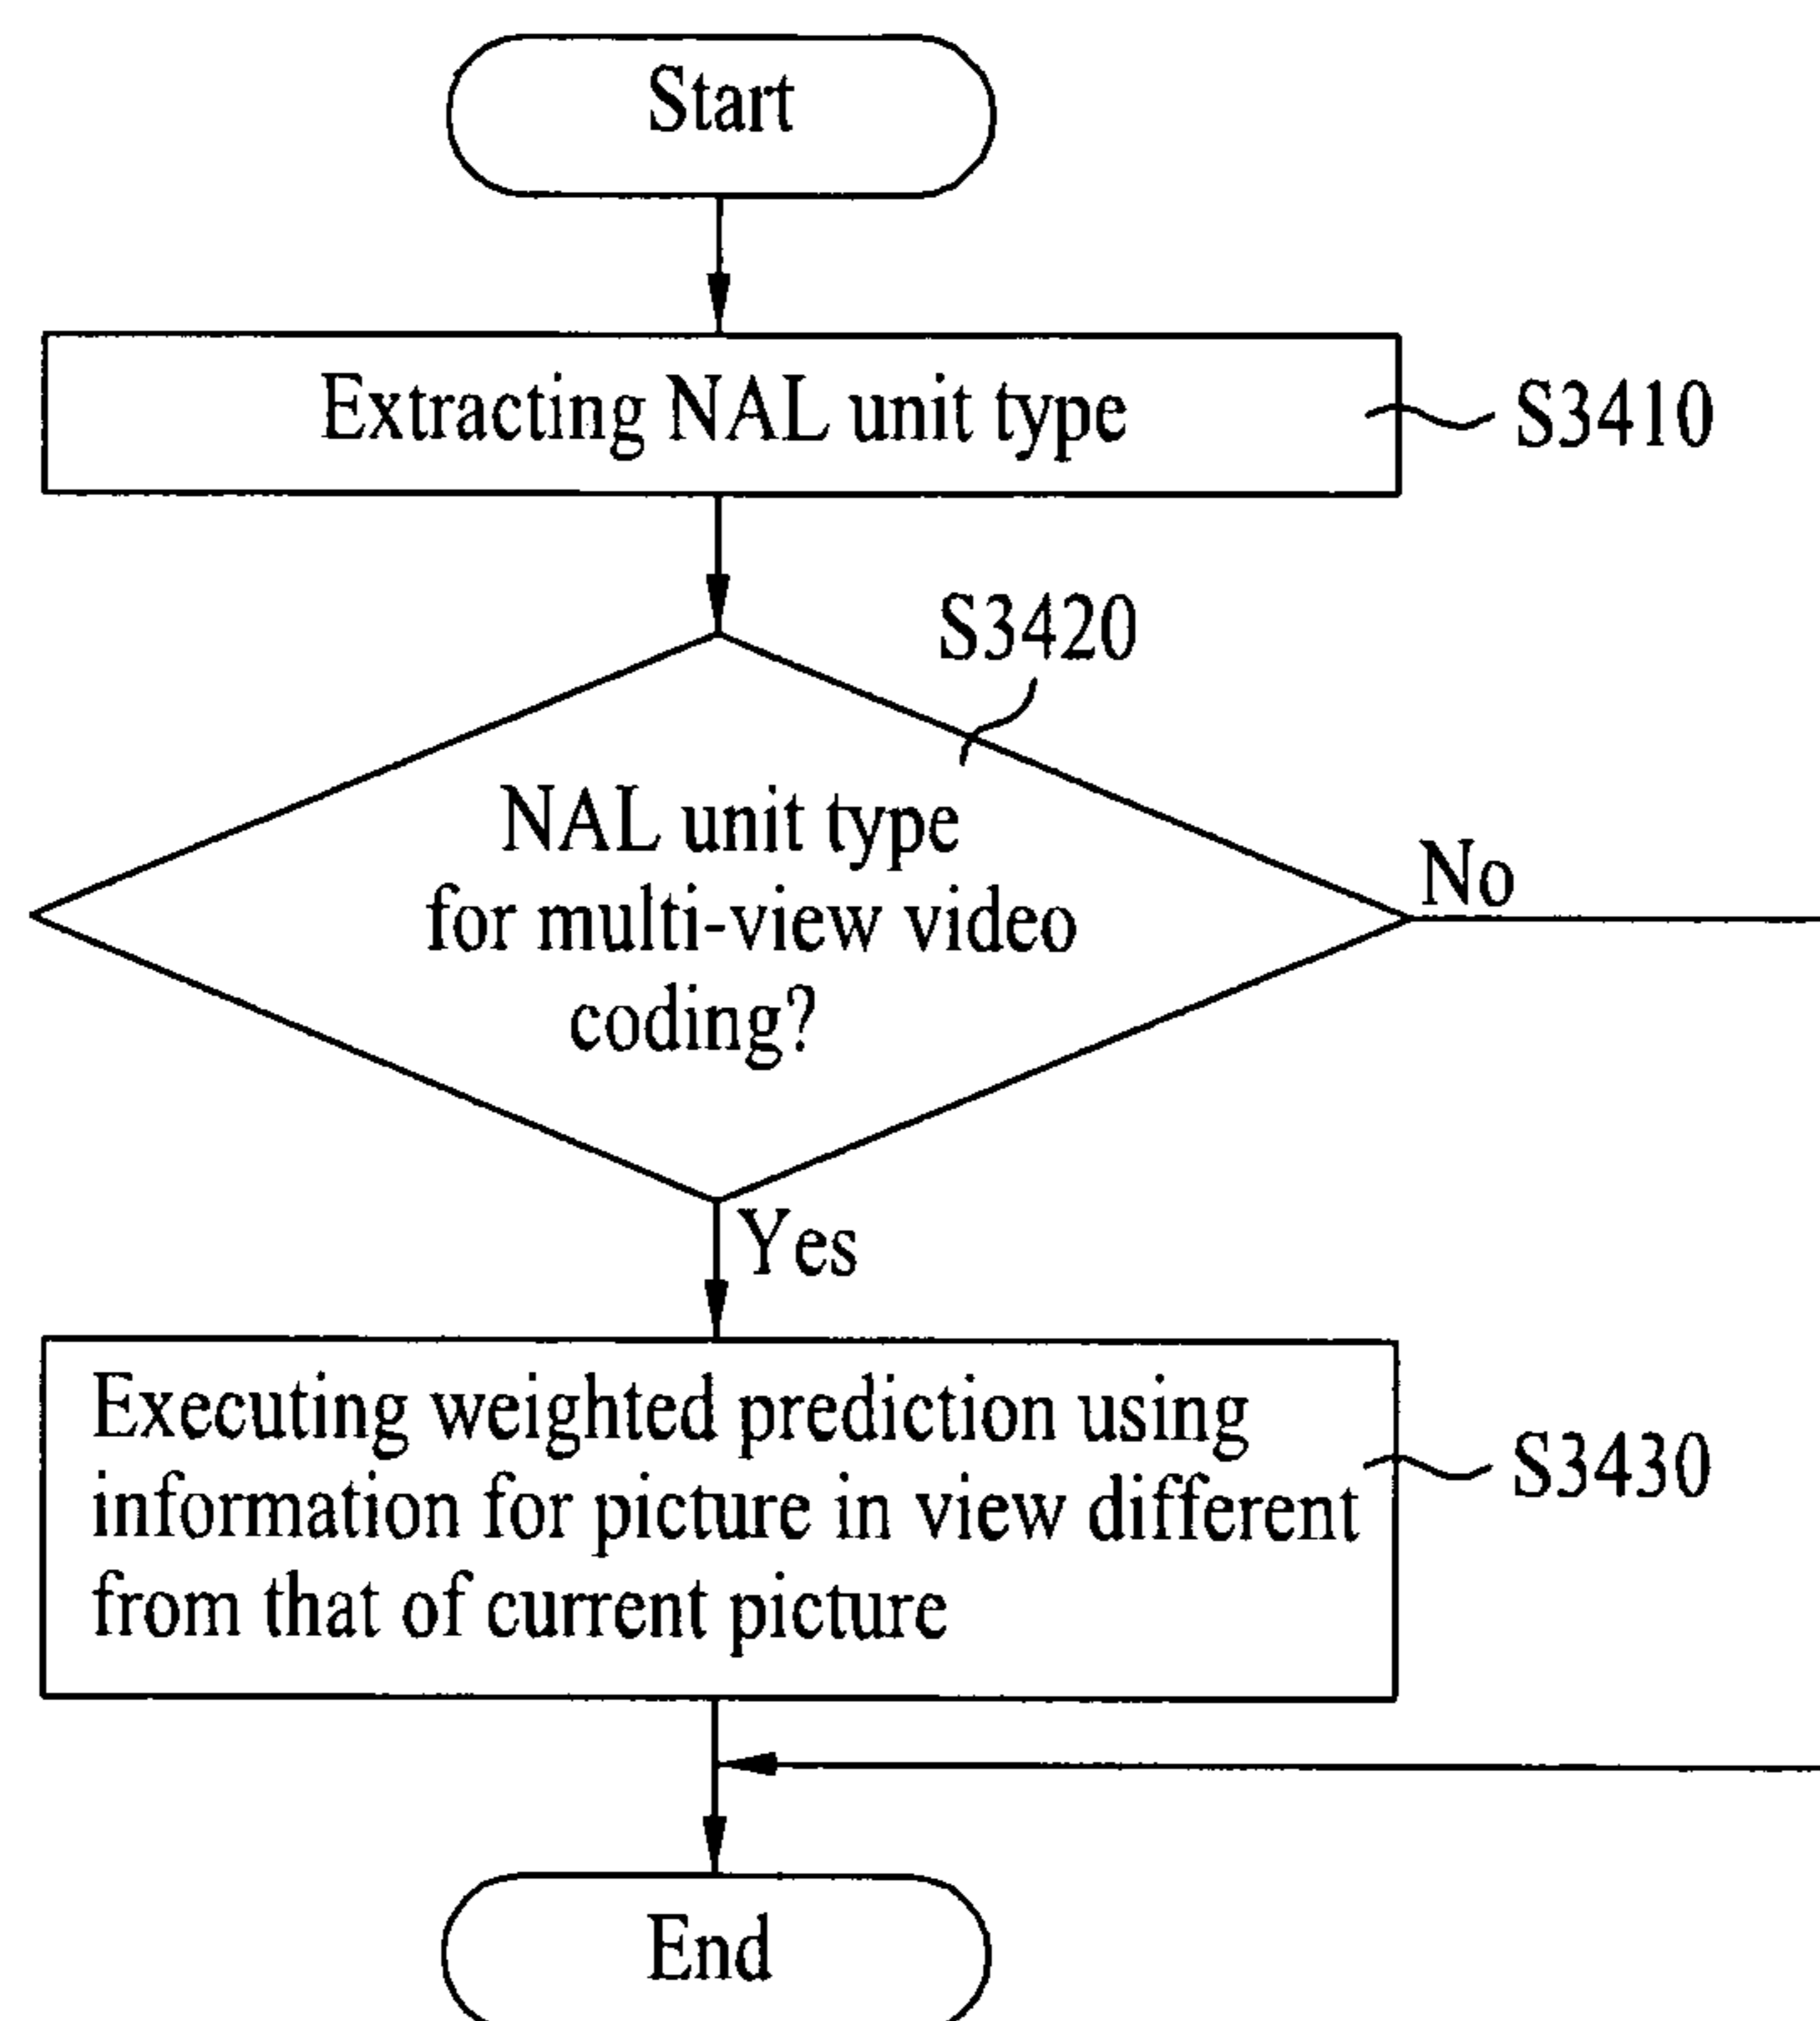 Start
Extracting NAL unit type
S3410
S3420
NAL unit type
for multi-view video
coding?
No
Yes
Executing weighted prediction using
information for picture in view different
from that of current picture
S3430
End